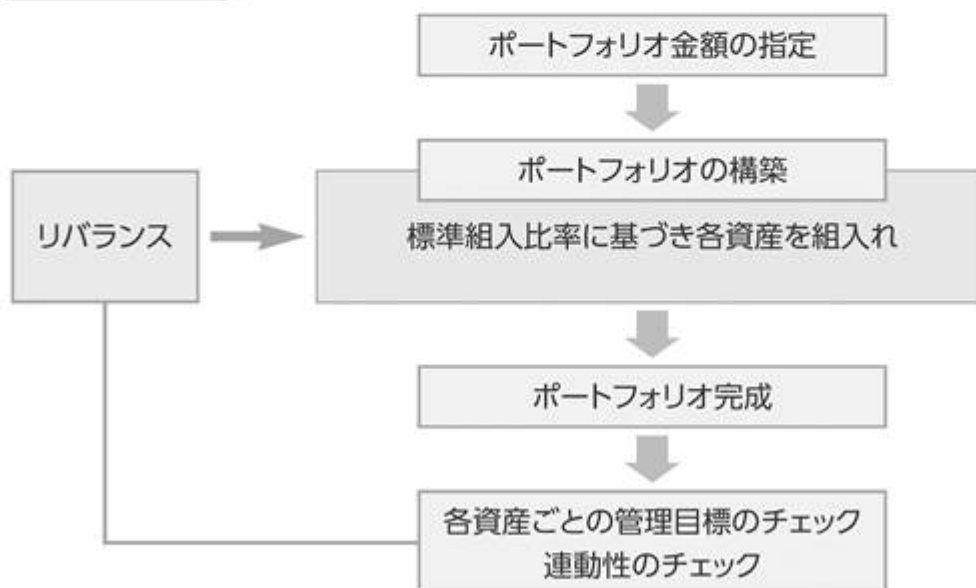 ポートフォリオ金額の指定
ポートフォリオの構築
リバランス
標準組入比率に基づき各資産を組入れ
ポートフォリオ完成
各資産ごとの管理目標のチェック
連動性のチェック